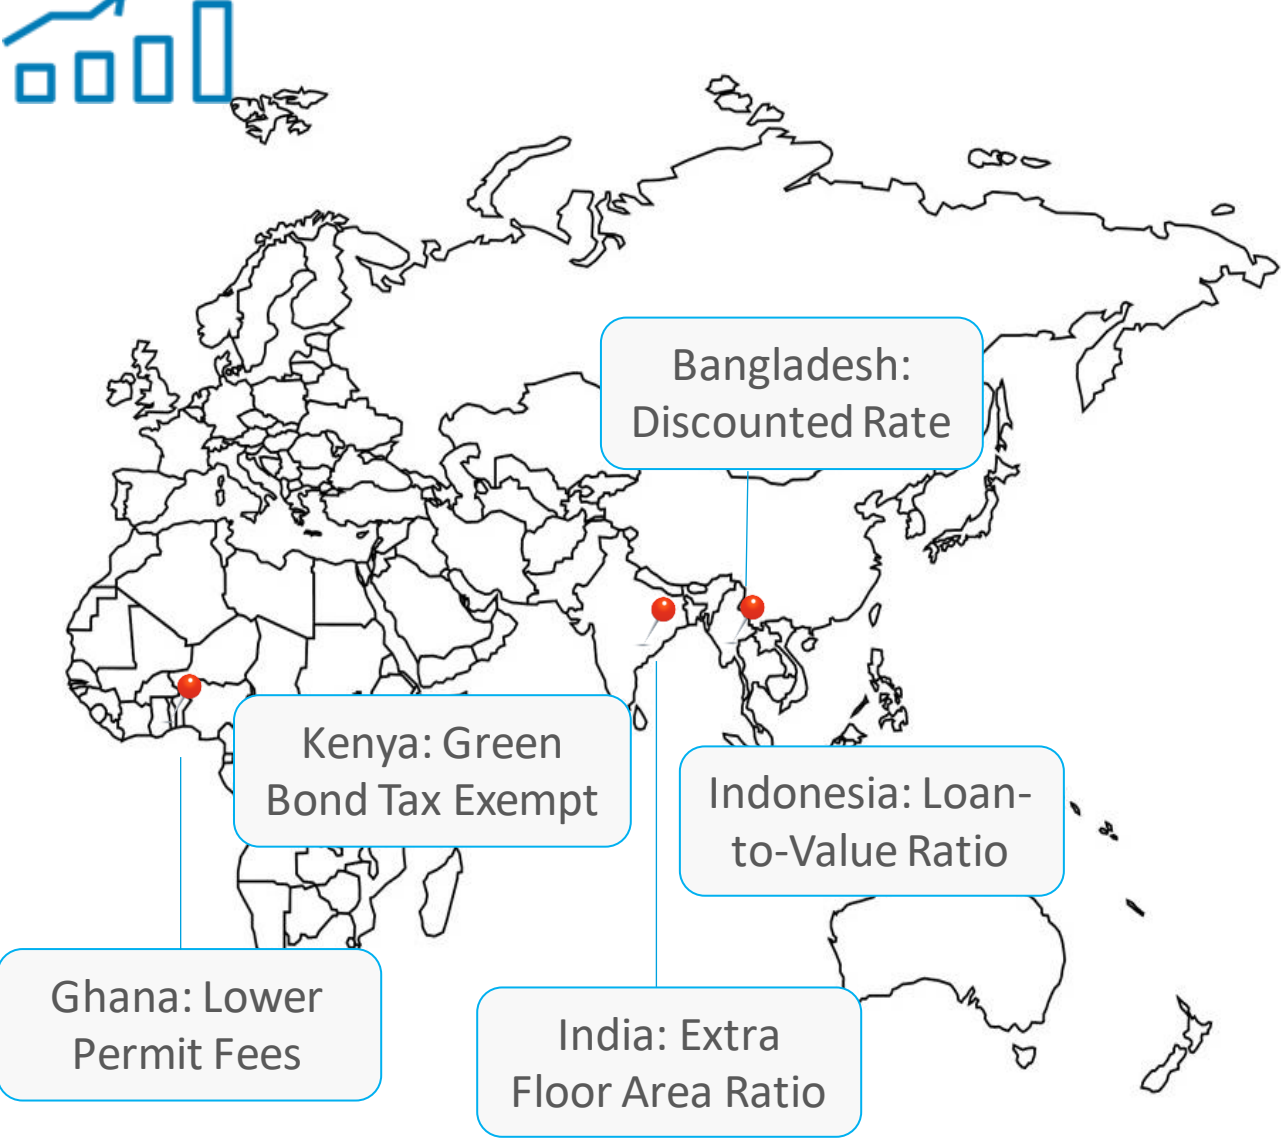 Bangladesh:
Discounted Rate
Kenya: Green
Bond Tax Exempt
Indonesia: Loan-
to-Value Ratio
Ghana: Lower
Permit Fees
India: Extra
Floor Area Ratio